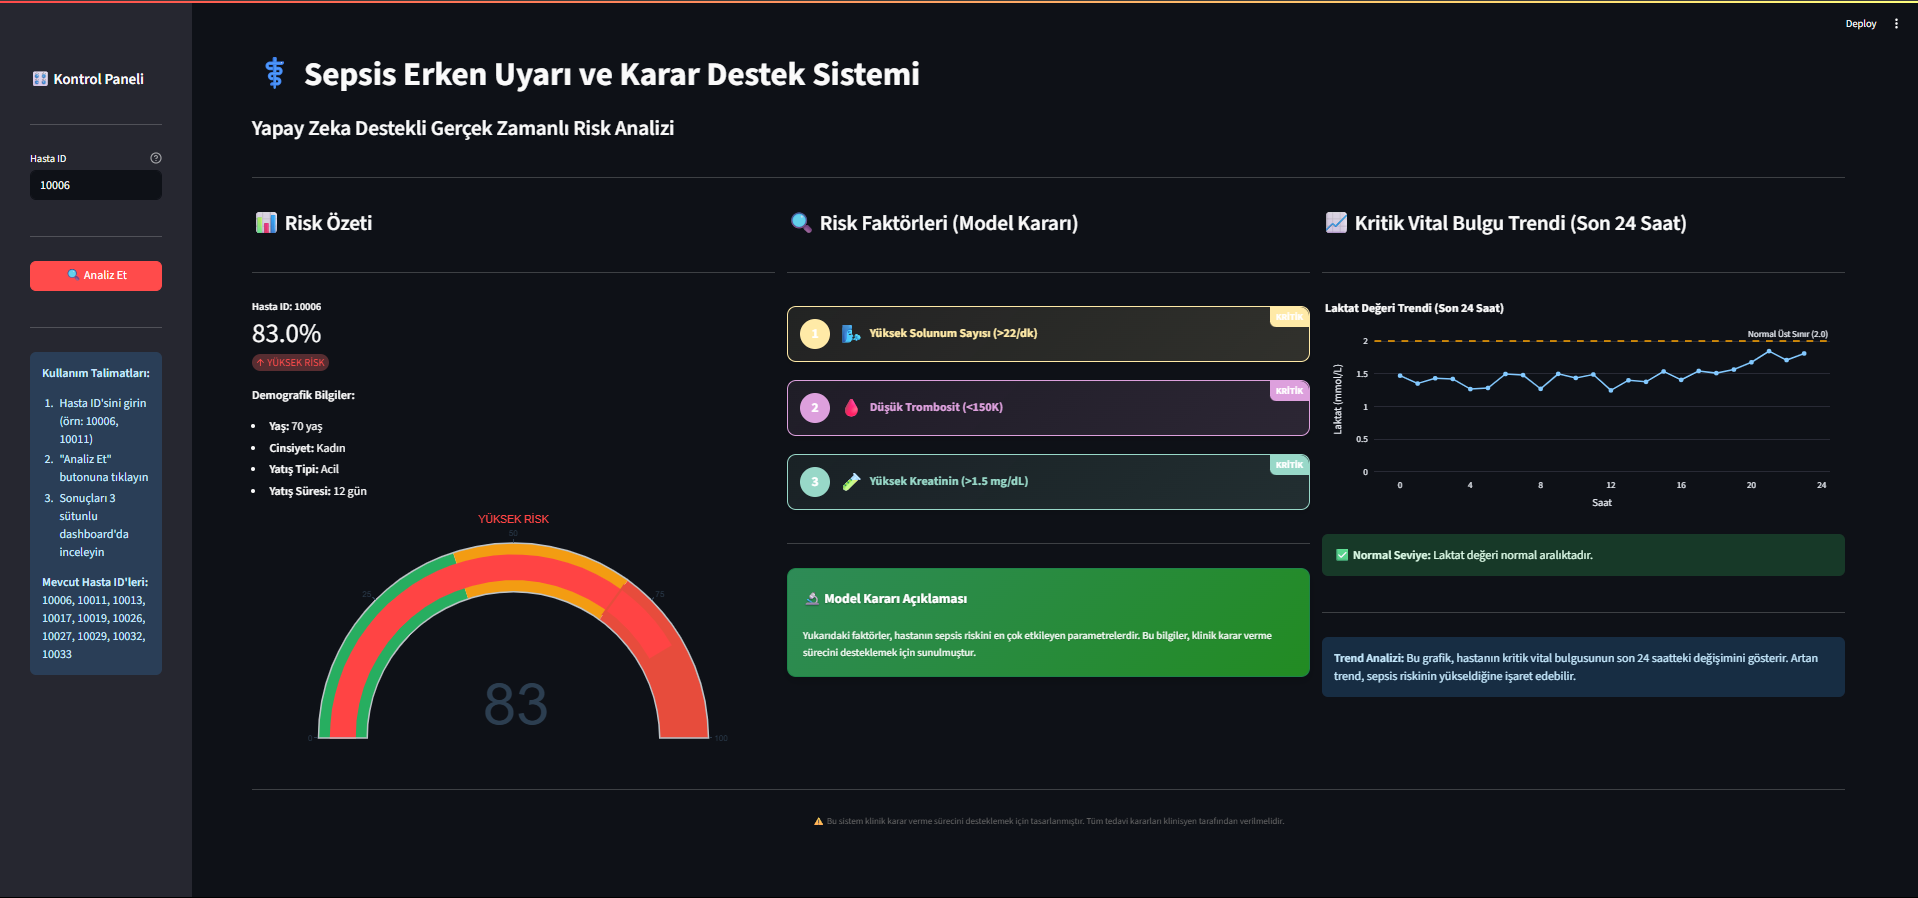 Deploy
Kontrol Paneli
Hasta ID
10006
Analiz Et
Kullanım Talimatları:
1. Hasta ID'sini girin
(örn: 10006,
10011)
2. "Analiz Et"
butonuna tıklayın
3. Sonuçları 3
sütunlu
dashboard'da
inceleyin
Mevcut Hasta ID'leri:
10006, 10011, 10013,
10017, 10019, 10026,
10027, 10029, 10032,
10033
Sepsis Erken Uyarı ve Karar Destek Sistemi
Yapay Zeka Destekli Gerçek Zamanlı Risk Analizi
Risk Özeti
Hasta ID: 10006
83.0%
↑ YÜKSEK RİSK
Demografik Bilgiler:
• Yaş: 70 yaş
• Cinsiyet: Kadın
• Yatış Tipi: Acil
• Yatış Süresi: 12 gün
YÜKSEK RİSK
50
25
75
0
100
83
Risk Faktörleri (Model Kararı)
1 Yüksek Solunum Sayısı (>22/dk) KRİTİK
2 Düşük Trombosit (<150K) KRİTİK
3 Yüksek Kreatinin (>1.5 mg/dL) KRİTİK
Model Kararı Açıklaması
Yukarıdaki faktörler, hastanın sepsis riskini en çok etkileyen parametrelerdir. Bu bilgiler, klinik karar verme
sürecini desteklemek için sunulmuştur.
Kritik Vital Bulgu Trendi (Son 24 Saat)
Laktat Değeri Trendi (Son 24 Saat)
Normal Üst Sınır (2.0)
2
1.5
1
0.5
0
Laktat (mmol/L)
0 4 8 12 16 20 24
Saat
Normal Seviye: Laktat değeri normal aralıktadır.
Trend Analizi: Bu grafik, hastanın kritik vital bulgusunun son 24 saatteki değişimini gösterir. Artan
trend, sepsis riskinin yükseldiğine işaret edebilir.
Bu sistem klinik karar verme sürecini desteklemek için tasarlanmıştır. Tüm tedavi kararları klinisyen tarafından verilmelidir.